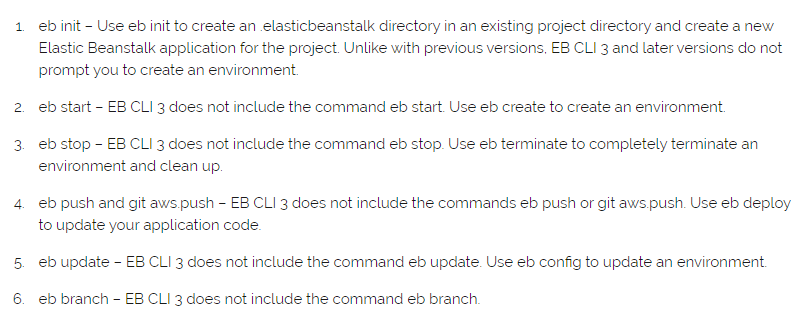 1. eb init – Use eb init to create an .elasticbeanstalk directory in an existing project directory and create a new
Elastic Beanstalk application for the project. Unlike with previous versions, EB CLI 3 and later versions do not
prompt you to create an environment.
2. eb start – EB CLI 3 does not include the command eb start. Use eb create to create an environment.
3. eb stop – EB CLI 3 does not include the command eb stop. Use eb terminate to completely terminate an
environment and clean up.
4. eb push and git aws.push – EB CLI 3 does not include the commands eb push or git aws.push. Use eb deploy
to update your application code.
5. eb update – EB CLI 3 does not include the command eb update. Use eb config to update an environment.
6. eb branch – EB CLI 3 does not include the command eb branch.